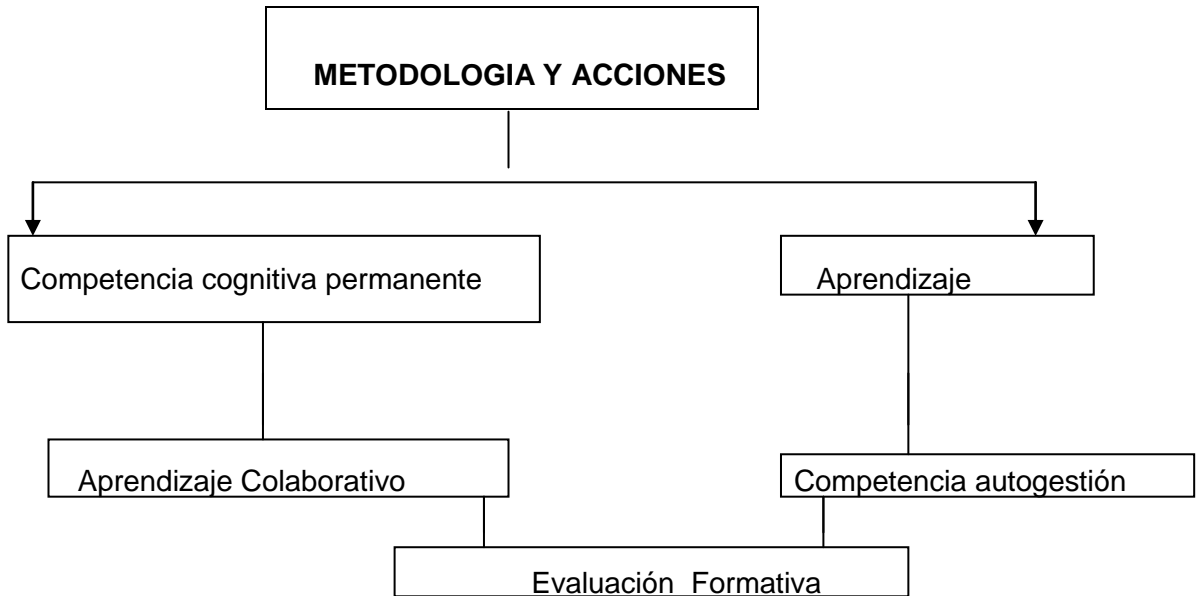 METODOLOGIA Y ACCIONES
Competencia cognitiva permanente
Aprendizaje
Aprendizaje Colaborativo
Competencia autogestión
Evaluación Formativa